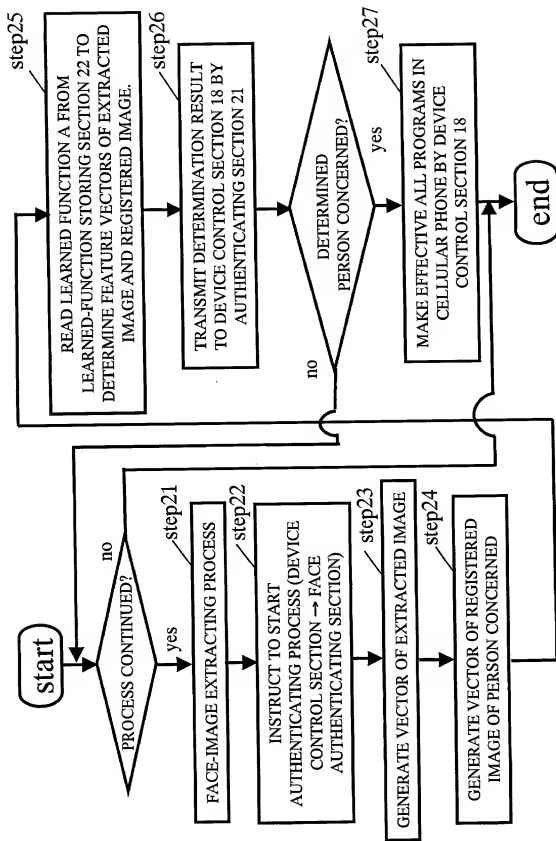 start
PROCESS CONTINUED?
no
yes
step21
FACE-IMAGE EXTRACTING PROCESS
step22
INSTRUCT TO START
AUTHENTICATING PROCESS (DEVICE
CONTROL SECTION → FACE
AUTHENTICATING SECTION)
step23
GENERATE VECTOR OF EXTRACTED IMAGE
step24
GENERATE VECTOR OF REGISTERED
IMAGE OF PERSON CONCERNED
step25
READ LEARNED FUNCTION A FROM
LEARNED-FUNCTION STORING SECTION 22 TO
DETERMINE FEATURE VECTORS OF EXTRACTED
IMAGE AND REGISTERED IMAGE.
step26
TRANSMIT DETERMINATION RESULT
TO DEVICE CONTROL SECTION 18 BY
AUTHENTICATING SECTION 21
DETERMINED
PERSON CONCERNED?
no
yes
step27
MAKE EFFECTIVE ALL PROGRAMS IN
CELLULAR PHONE BY DEVICE
CONTROL SECTION 18
end